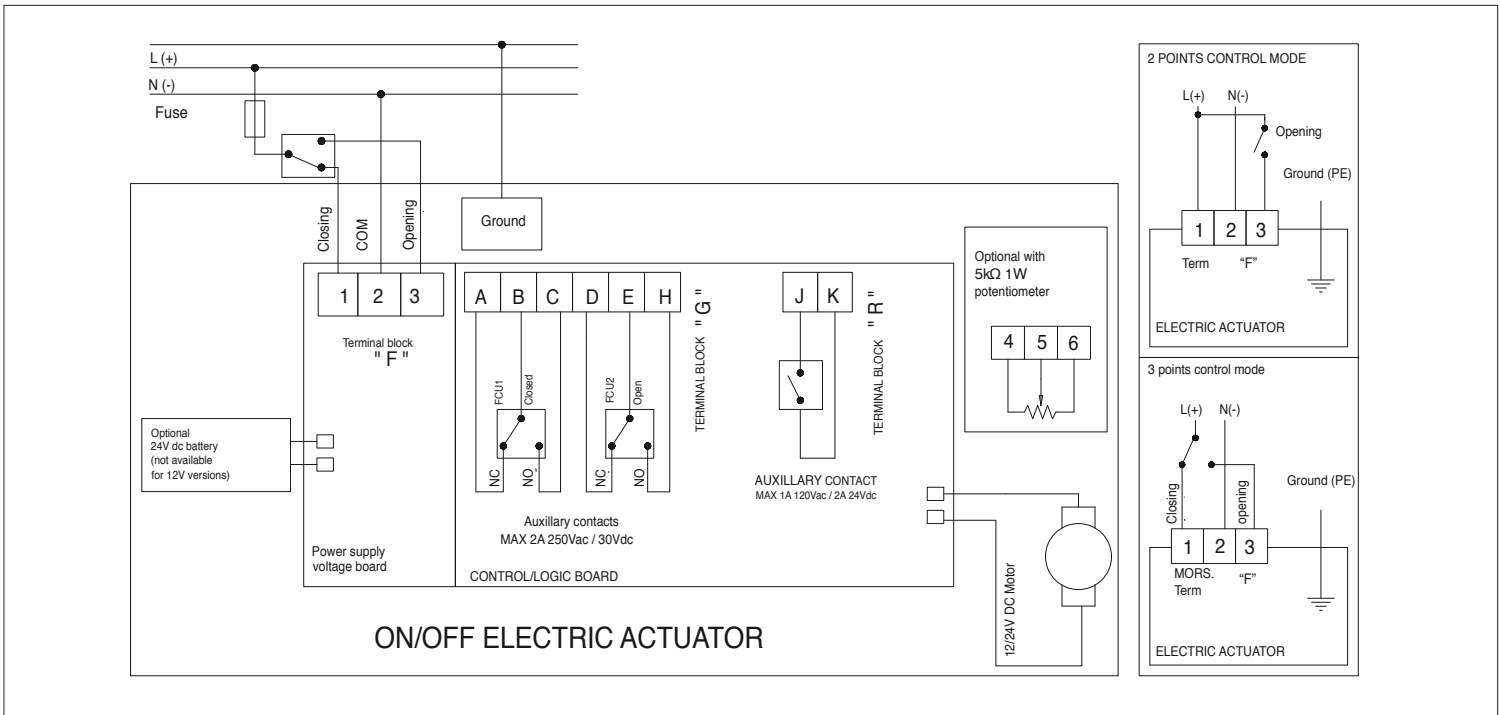 L (+)
N (-)
Fuse
Closing
COM
Opening
Ground
1 2 3
Terminal block
" F "
A B C D E H
TERMINAL BLOCK " G "
FCU1
Closed
FCU2
Open
NC
NO
NC
NO
Auxillary contacts
MAX 2A 250Vac / 30Vdc
J K
TERMINAL BLOCK " R "
AUXILLARY CONTACT
MAX 1A 120Vac / 2A 24Vdc
Optional with
5kΩ 1W
potentiometer
4 5 6
Optional
24V dc battery
(not available
for 12V versions)
Power supply
voltage board
CONTROL/LOGIC BOARD
12/24V DC Motor
ON/OFF ELECTRIC ACTUATOR
2 POINTS CONTROL MODE
L(+) N(-)
Opening
Ground (PE)
1 2 3
Term "F"
ELECTRIC ACTUATOR
3 points control mode
L(+) N(-)
Closing
opening
Ground (PE)
1 2 3
MORS. "F"
Term
ELECTRIC ACTUATOR